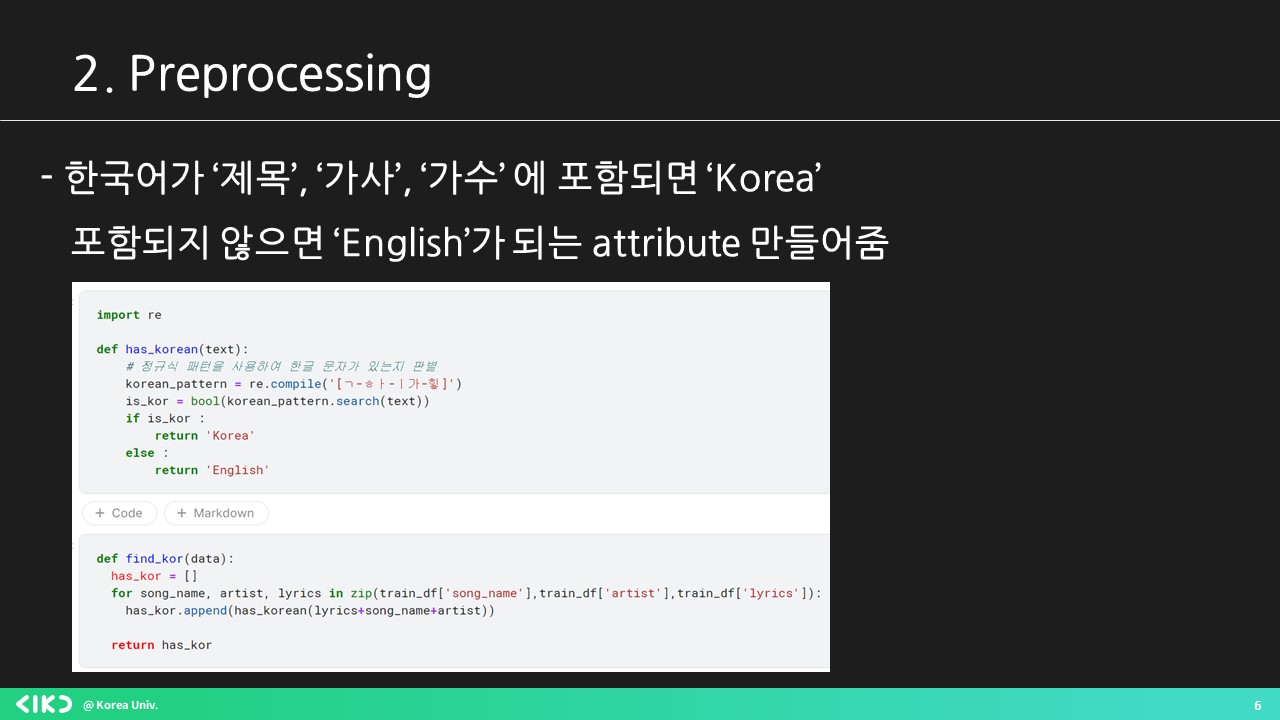 2. Preprocessing
- 한국어가 ‘제목’, ‘가사’, ‘가수’ 에 포함되면 ‘Korea’
포함되지 않으면 ‘English’가 되는 attribute 만들어줌
import re
def has_korean(text):
# 정규식 패턴을 사용하여 한글 문자가 있는지 판별
korean_pattern = re.compile('[ㄱ-ㅎㅏ-ㅣ가-힣]')
is_kor = bool(korean_pattern.search(text))
if is_kor :
return 'Korea'
else :
return 'English'
+ Code + Markdown
def find_kor(data):
has_kor = []
for song_name, artist, lyrics in zip(train_df['song_name'],train_df['artist'],train_df['lyrics']):
has_kor.append(has_korean(lyrics+song_name+artist))
return has_kor
@ Korea Univ.
6